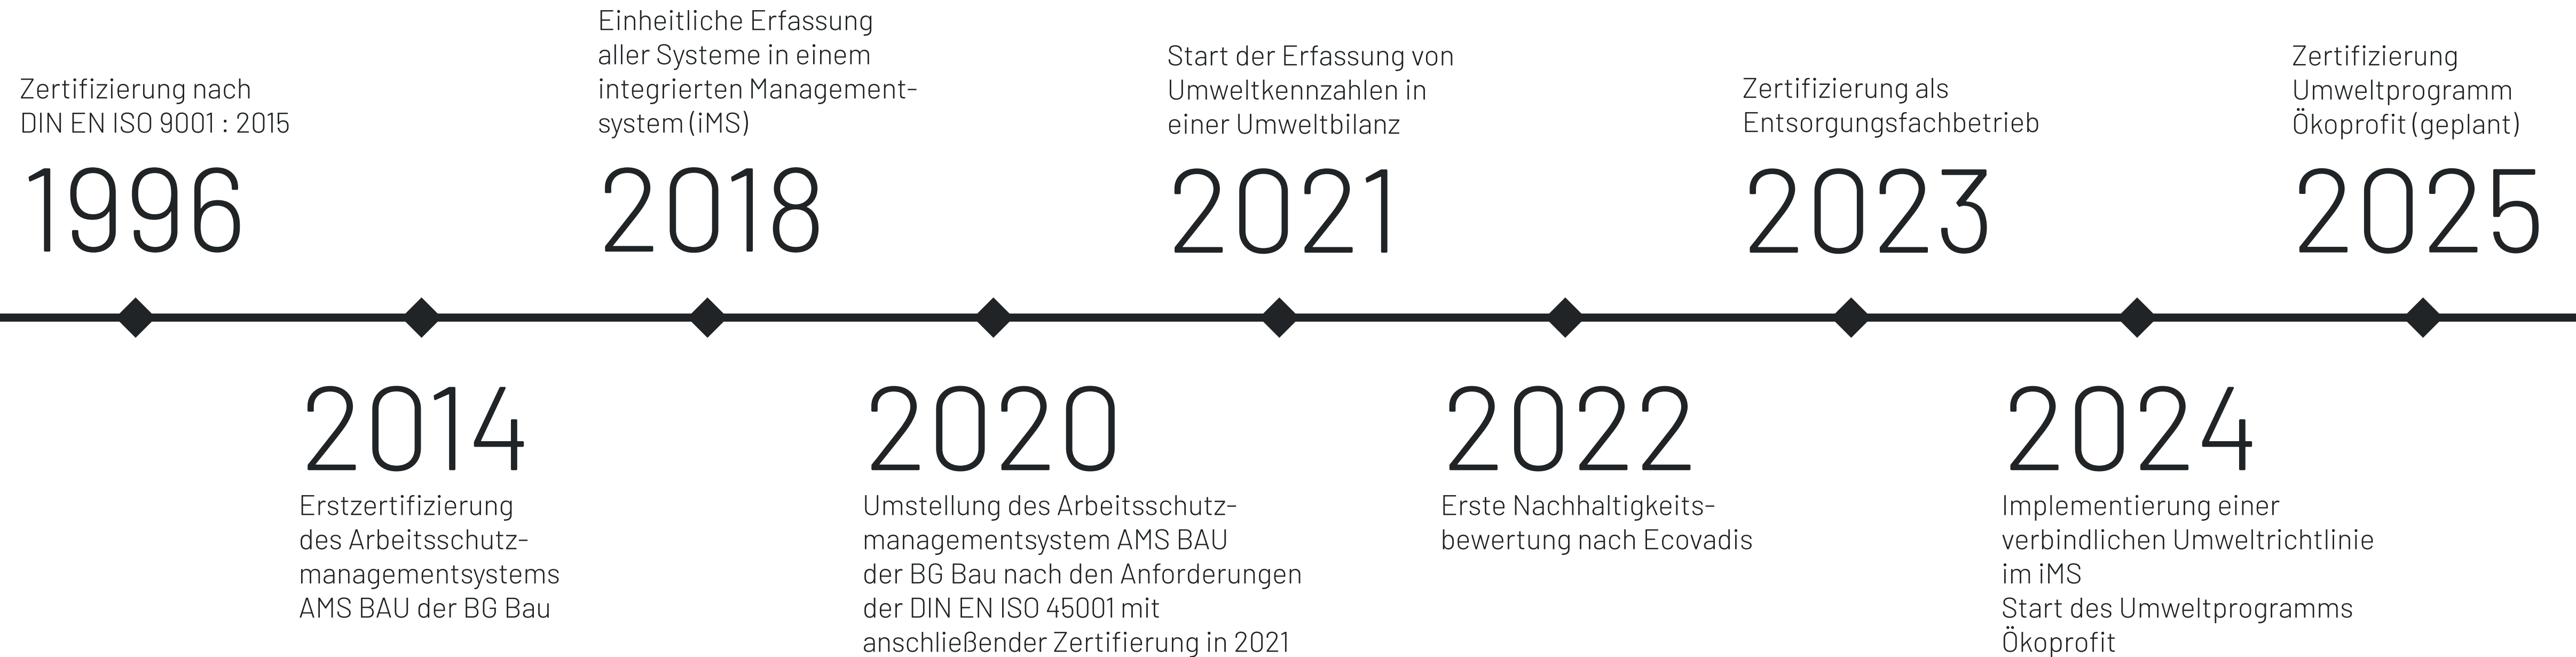 Zertifizierung nach
DIN EN ISO 9001 : 2015
1996
Einheitliche Erfassung
aller Systeme in einem
integrierten Management-
system (iMS)
2018
Start der Erfassung von
Umweltkennzahlen in
einer Umweltbilanz
2021
Zertifizierung als
Entsorgungsfachbetrieb
2023
Zertifizierung
Umweltprogramm
Ökoprofit (geplant)
2025
2014
Erstzertifizierung
des Arbeitsschutz-
managementsystems
AMS BAU der BG Bau
2020
Umstellung des Arbeitsschutz-
managementsystem AMS BAU
der BG Bau nach den Anforderungen
der DIN EN ISO 45001 mit
anschließender Zertifierung in 2021
2022
Erste Nachhaltigkeits-
bewertung nach Ecovadis
2024
Implementierung einer
verbindlichen Umweltrichtlinie
im iMS
Start des Umweltprogramms
Ökoprofit